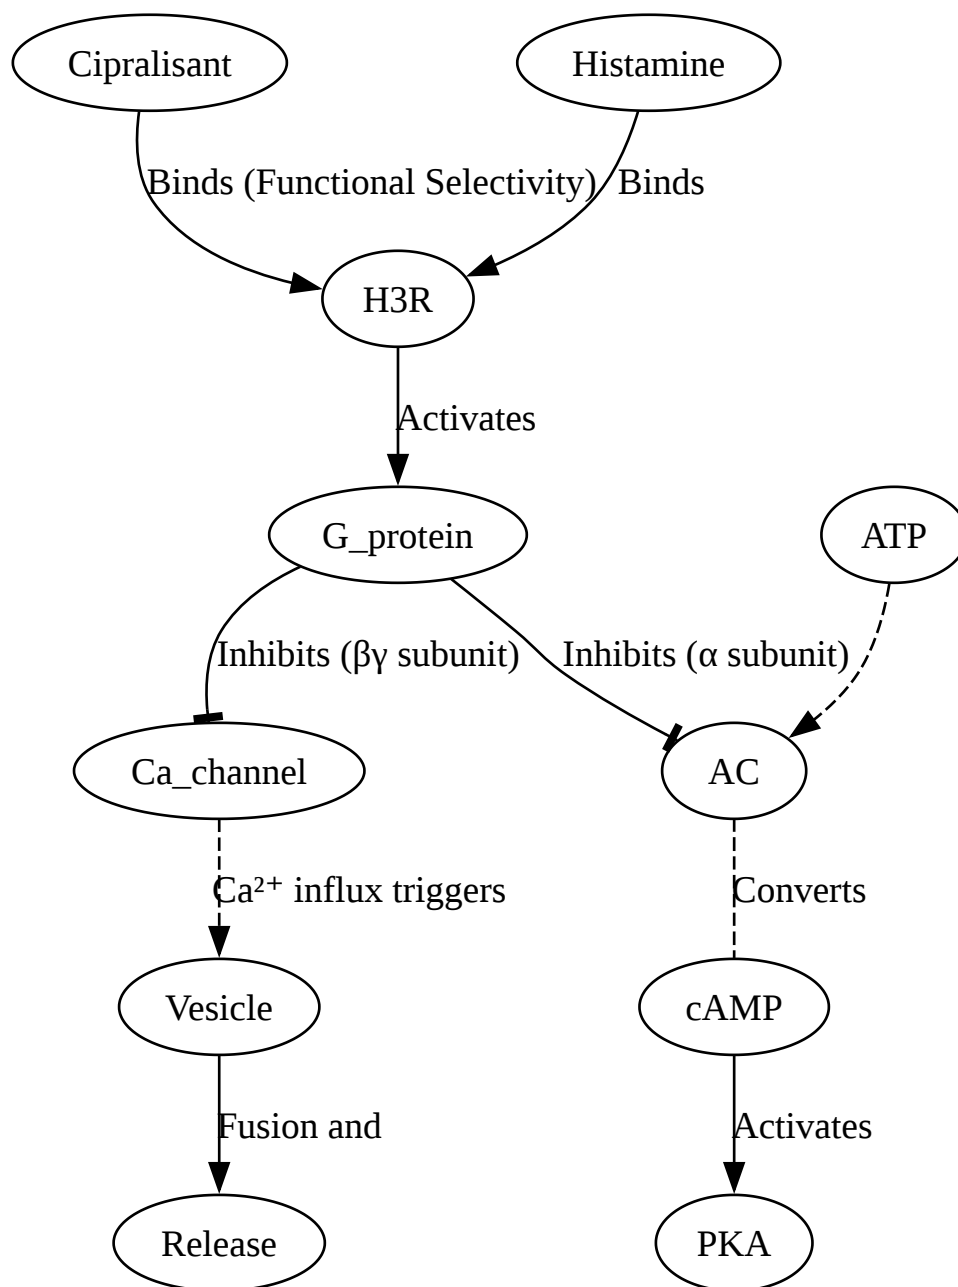 Cipralisant
Histamine
Binds (Functional Selectivity)
Binds
H3R
Activates
G_protein
ATP
Inhibits (βγ subunit)
Inhibits (α subunit)
Ca_channel
AC
Ca²⁺ influx triggers
Converts
Vesicle
cAMP
Fusion and
Activates
Release
PKA